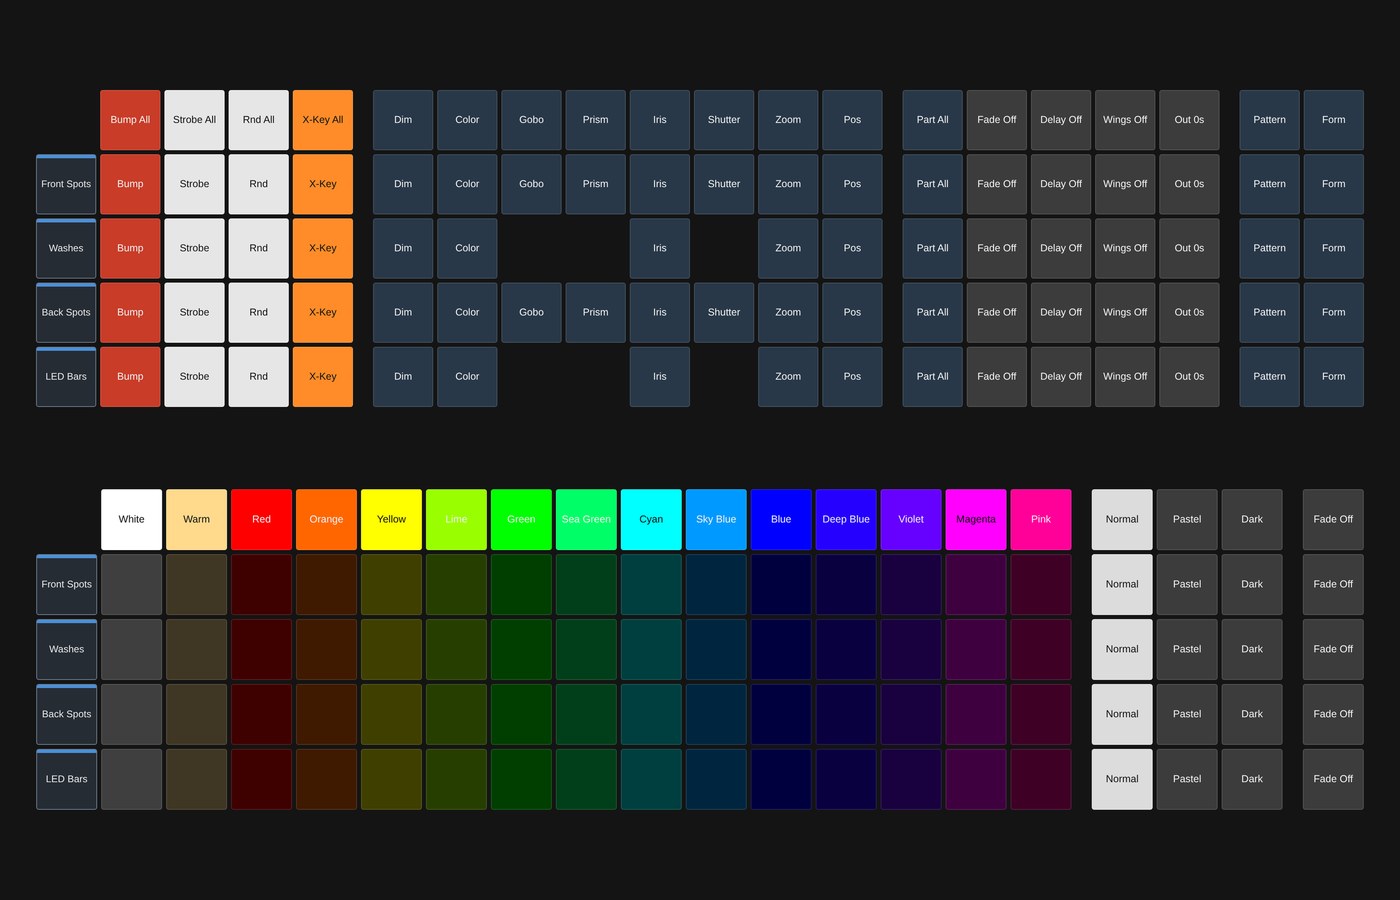 Bump All Strobe All Rnd All X-Key All Dim Color Gobo Prism Iris Shutter Zoom Pos Part All Fade Off Delay Off Wings Off Out 0s Pattern Form
Front Spots Bump Strobe Rnd X-Key Dim Color Gobo Prism Iris Shutter Zoom Pos Part All Fade Off Delay Off Wings Off Out 0s Pattern Form
Washes Bump Strobe Rnd X-Key Dim Color Iris Zoom Pos Part All Fade Off Delay Off Wings Off Out 0s Pattern Form
Back Spots Bump Strobe Rnd X-Key Dim Color Gobo Prism Iris Shutter Zoom Pos Part All Fade Off Delay Off Wings Off Out 0s Pattern Form
LED Bars Bump Strobe Rnd X-Key Dim Color Iris Zoom Pos Part All Fade Off Delay Off Wings Off Out 0s Pattern Form
White Warm Red Orange Yellow Lime Green Sea Green Cyan Sky Blue Blue Deep Blue Violet Magenta Pink Normal Pastel Dark Fade Off
Front Spots Normal Pastel Dark Fade Off
Washes Normal Pastel Dark Fade Off
Back Spots Normal Pastel Dark Fade Off
LED Bars Normal Pastel Dark Fade Off